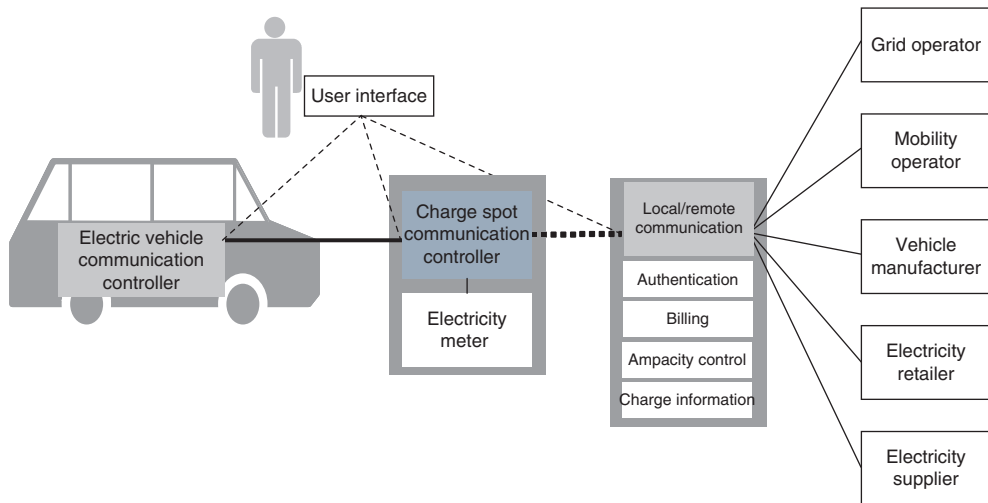 User interface
Electric vehicle
communication
controller
Charge spot
communication
controller
Electricity
meter
Local/remote
communication
Authentication
Billing
Ampacity control
Charge information
Grid operator
Mobility
operator
Vehicle
manufacturer
Electricity
retailer
Electricity
supplier